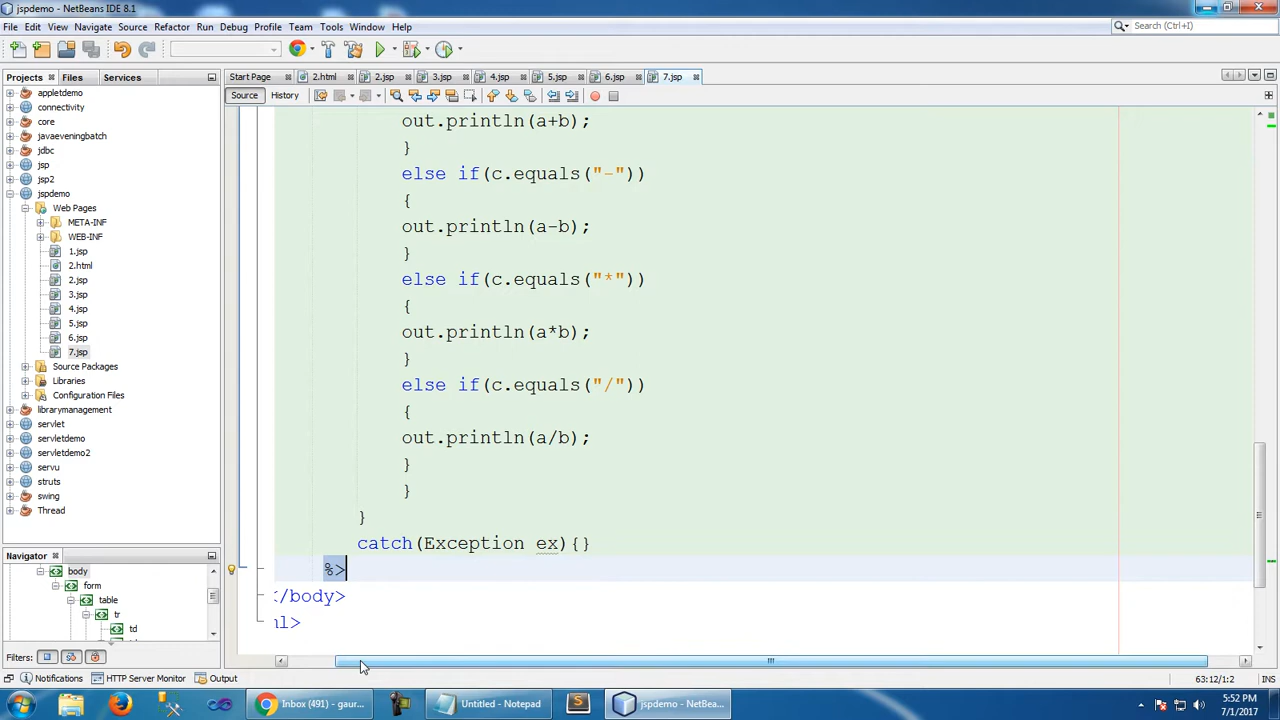 jspdemo - NetBeans IDE 8.1
File Edit View Navigate Source Refactor Run Debug Profile Team Tools Window Help
Search (Ctrl+I)
Projects Files Services
Start Page 2.html 2.jsp 3.jsp 4.jsp 5.jsp 6.jsp 7.jsp
Source History
appletdemo
connectivity
core
javaeveningbatch
jdbc
jsp
jsp2
jspdemo
Web Pages
META-INF
WEB-INF
1.jsp
2.html
2.jsp
3.jsp
4.jsp
5.jsp
6.jsp
7.jsp
Source Packages
Libraries
Configuration Files
librarymanagement
servlet
servletdemo
servletdemo2
servu
struts
swing
Thread
out.println(a+b);
}
else if(c.equals("-"))
{
out.println(a-b);
}
else if(c.equals("*"))
{
out.println(a*b);
}
else if(c.equals("/"))
{
out.println(a/b);
}
}
}
catch(Exception ex){}
%>
</body>
ml>
Navigator
body
form
table
tr
td
Filters:
Notifications HTTP Server Monitor Output
63:12/1:2 INS
Inbox (491) - gaur...
Untitled - Notepad
jspdemo - NetBea...
5:52 PM
7/1/2017